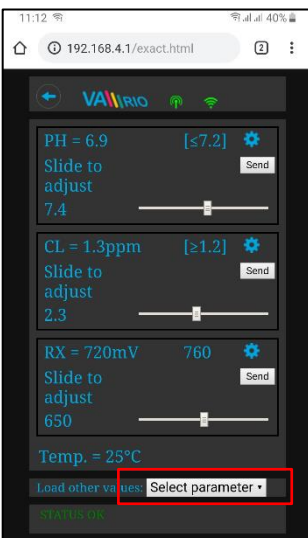 11:12 40%
192.168.4.1/exact.html 2
VAlllRIO
PH = 6.9 [≤7.2]
Slide to Send
adjust
7.4
CL = 1.3ppm [≥1.2]
Slide to Send
adjust
2.3
RX = 720mV 760
Slide to Send
adjust
650
Temp. = 25°C
Load other values: Select parameter
STATUS OK